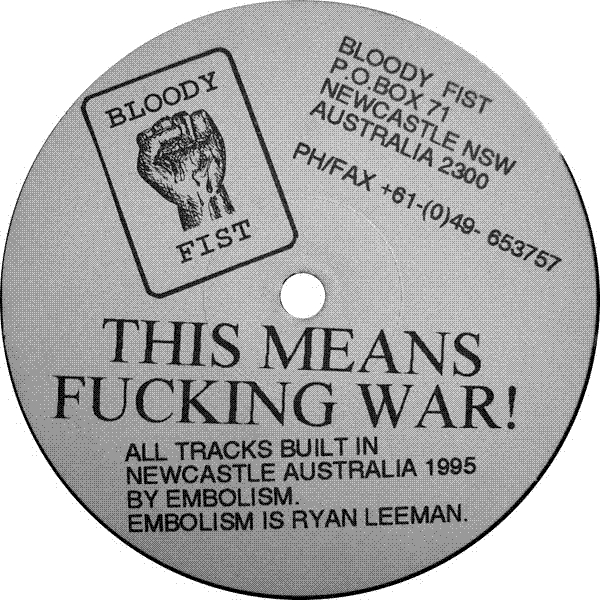 BLOODY
FIST
BLOODY FIST
P.O.BOX 71
NEWCASTLE NSW
AUSTRALIA 2300
PH/FAX +61-(0)49- 653757
THIS MEANS
FUCKING WAR!
ALL TRACKS BUILT IN
NEWCASTLE AUSTRALIA 1995
BY EMBOLISM.
EMBOLISM IS RYAN LEEMAN.